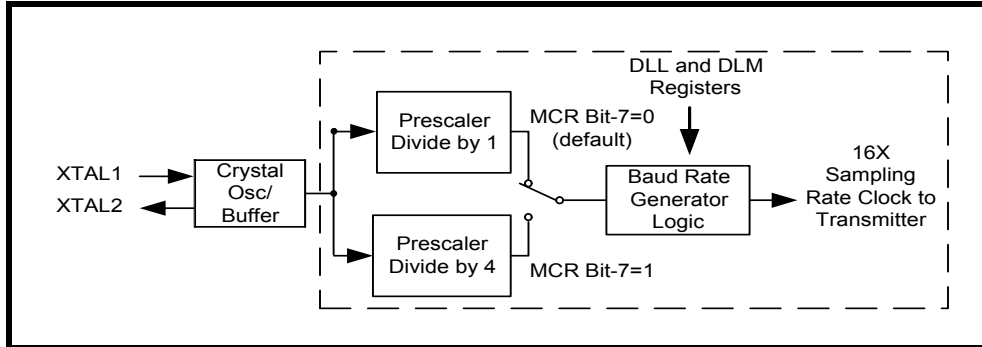 DLL and DLM
Registers
Prescaler
Divide by 1
MCR Bit-7=0
(default)
XTAL1
XTAL2
Crystal
Osc/
Buffer
Baud Rate
Generator
Logic
16X
Sampling
Rate Clock to
Transmitter
Prescaler
Divide by 4
MCR Bit-7=1